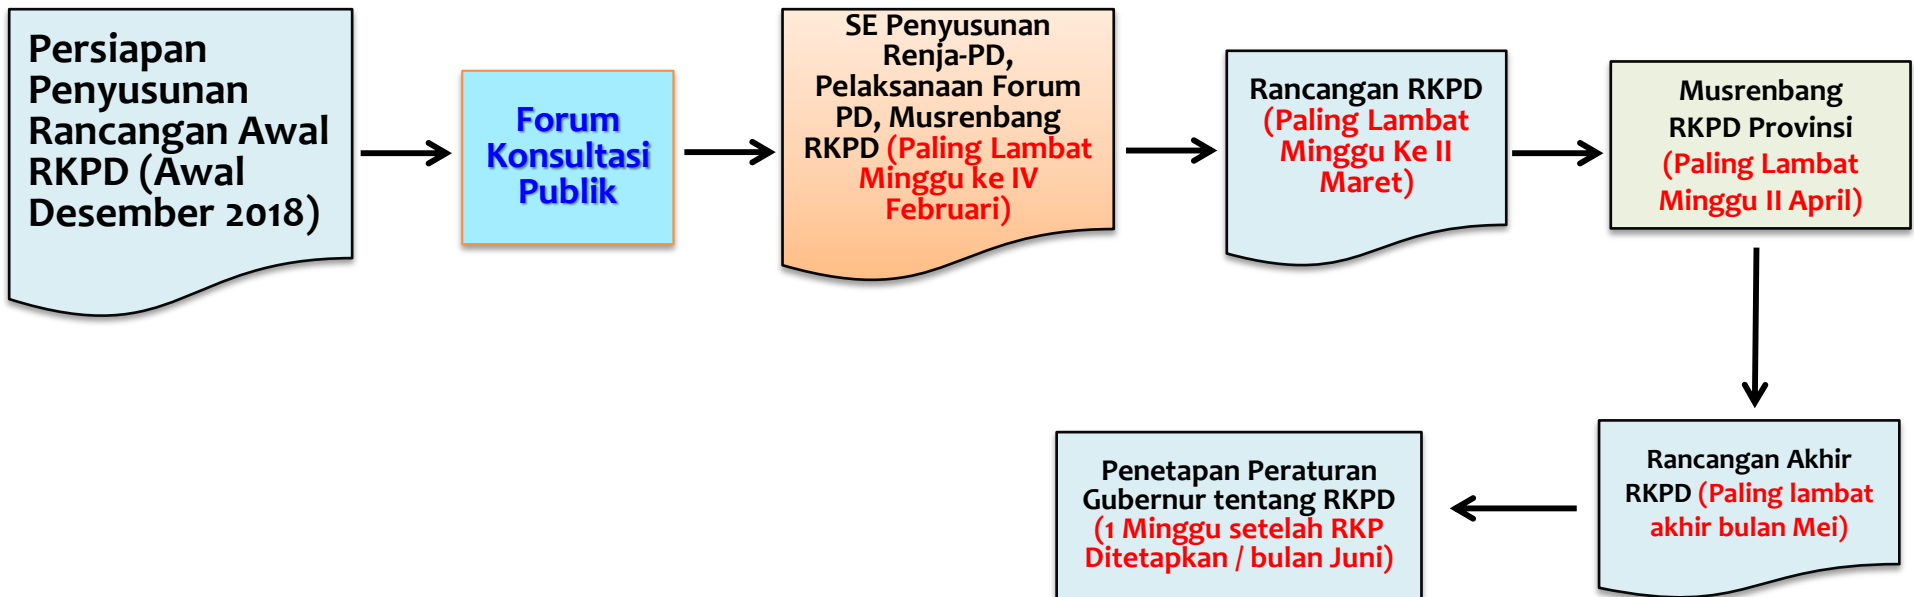 Persiapan
Penyusunan
Rancangan Awal
RKPD (Awal
Desember 2018)
Forum
Konsultasi
Publik
SE Penyusunan
Renja-PD,
Pelaksanaan Forum
PD, Musrenbang
RKPD (Paling Lambat
Minggu ke IV
Februari)
Rancangan RKPD
(Paling Lambat
Minggu Ke II
Maret)
Musrenbang
RKPD Provinsi
(Paling Lambat
Minggu II April)
Rancangan Akhir
RKPD (Paling lambat
akhir bulan Mei)
Penetapan Peraturan
Gubernur tentang RKPD
(1 Minggu setelah RKP
Ditetapkan / bulan Juni)